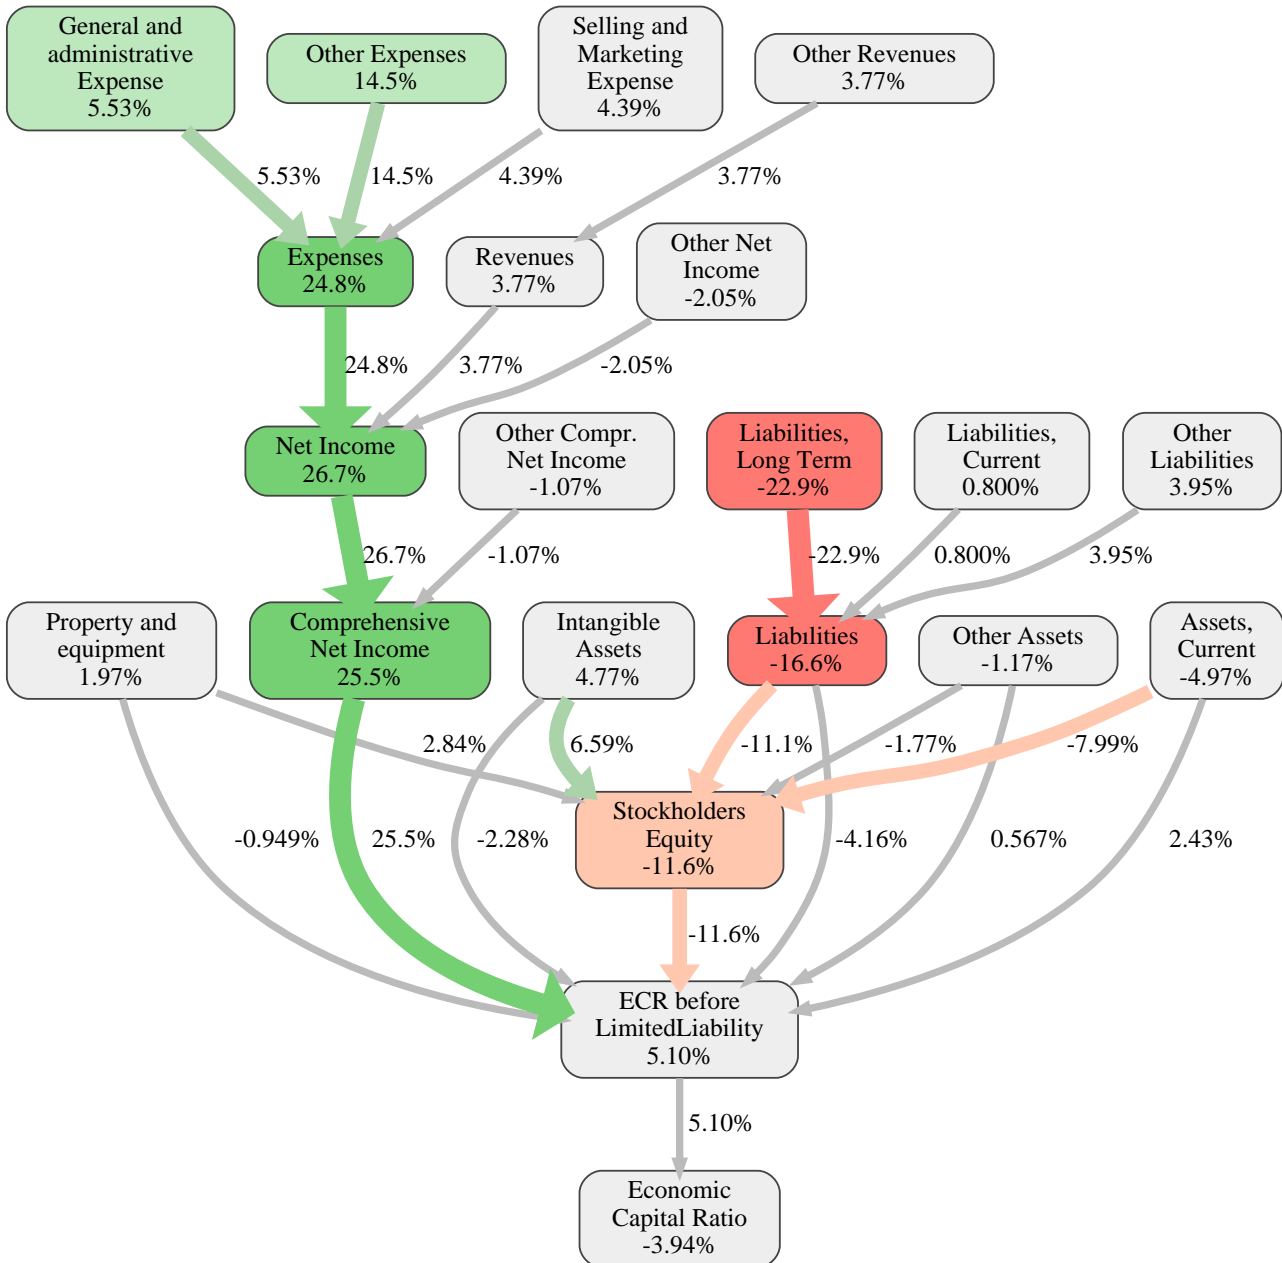 General and
administrative
Expense
5.53%
Other Expenses
14.5%
Selling and
Marketing
Expense
4.39%
Other Revenues
3.77%
5.53%
14.5%
4.39%
3.77%
Expenses
24.8%
Revenues
3.77%
Other Net
Income
-2.05%
24.8%
3.77%
-2.05%
Net Income
26.7%
Other Compr.
Net Income
-1.07%
Liabilities,
Long Term
-22.9%
Liabilities,
Current
0.800%
Other
Liabilities
3.95%
26.7%
-1.07%
-22.9%
0.800%
3.95%
Property and
equipment
1.97%
Comprehensive
Net Income
25.5%
Intangible
Assets
4.77%
Liabilities
-16.6%
Other Assets
-1.17%
Assets,
Current
-4.97%
2.84%
6.59%
-11.1%
-1.77%
-7.99%
-0.949%
25.5%
-2.28%
Stockholders
Equity
-11.6%
-4.16%
0.567%
2.43%
-11.6%
ECR before
LimitedLiability
5.10%
5.10%
Economic
Capital Ratio
-3.94%